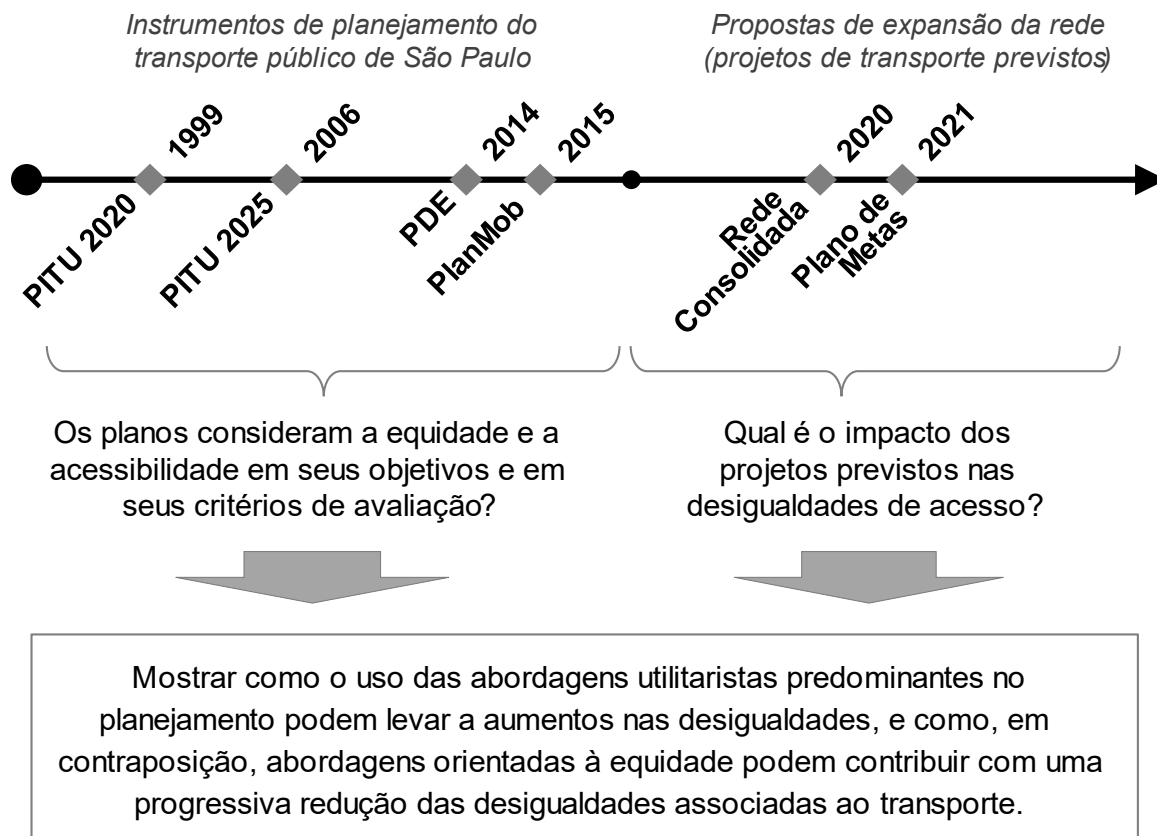 Instrumentos de planejamento do
transporte público de São Paulo
Propostas de expansão da rede
(projetos de transporte previstos)
1999
2006
2014
2015
2020
2021
PITU 2020
PITU 2025
PDE
PlanMob
Rede
Consolidada
Plano de
Metas
Os planos consideram a equidade e a
acessibilidade em seus objetivos e em
seus critérios de avaliação?
Qual é o impacto dos
projetos previstos nas
desigualdades de acesso?
Mostrar como o uso das abordagens utilitaristas predominantes no
planejamento podem levar a aumentos nas desigualdades, e como, em
contraposição, abordagens orientadas à equidade podem contribuir com uma
progressiva redução das desigualdades associadas ao transporte.